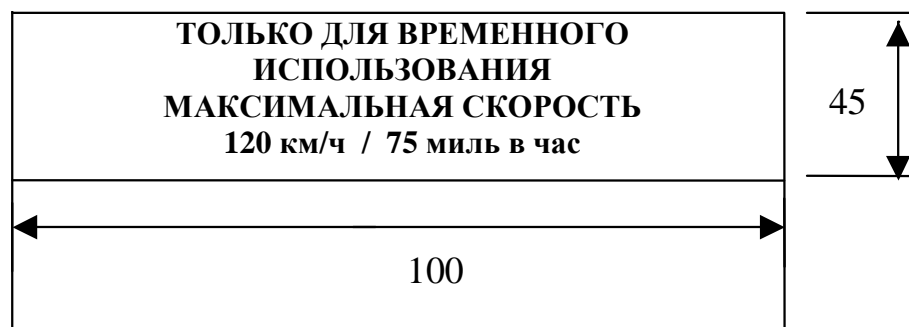 ТОЛЬКО ДЛЯ ВРЕМЕННОГО
ИСПОЛЬЗОВАНИЯ
МАКСИМАЛЬНАЯ СКОРОСТЬ
120 км/ч / 75 миль в час
45
100